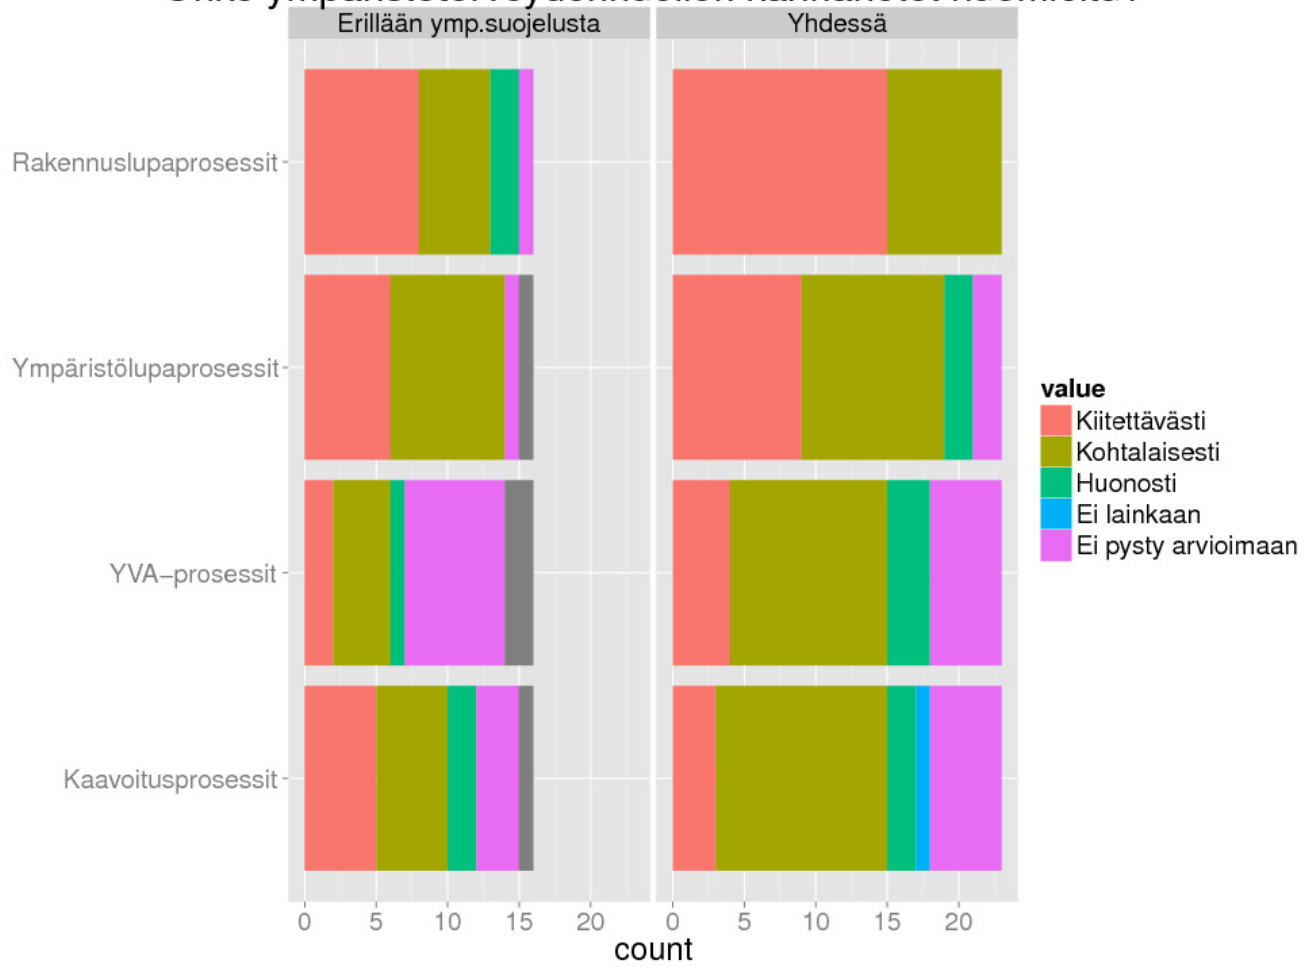 Erillään ymp.suojelusta
Yhdessä
Rakennuslupaprosessit
Ympäristölupaprosessit
YVA–prosessit
Kaavoitusprosessit
0 5 10 15 20
0 5 10 15 20
count
value
Kiitettävästi
Kohtalaisesti
Huonosti
Ei lainkaan
Ei pysty arvioimaan